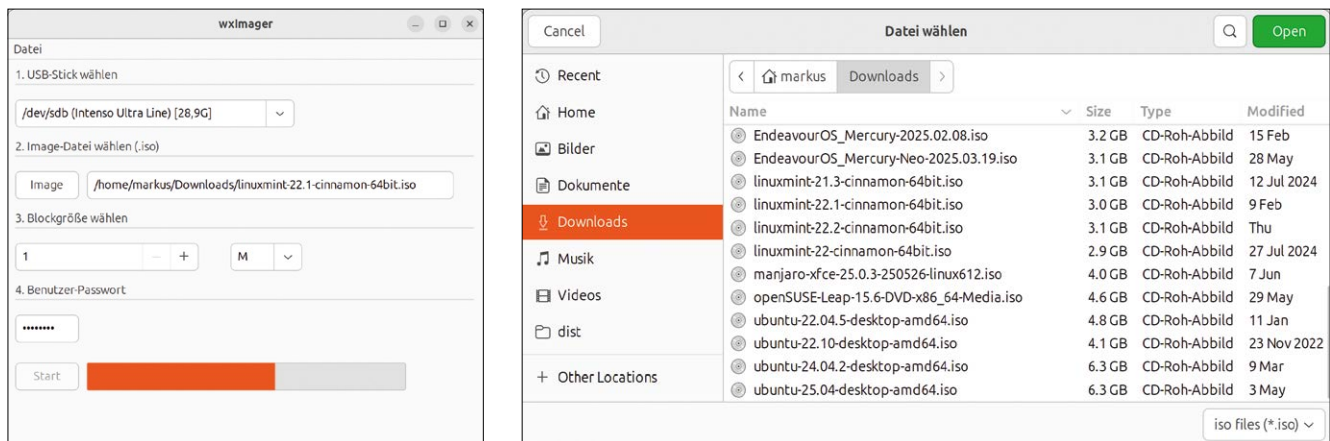 wxImager
Datei
1. USB-Stick wählen
/dev/sdb (Intenso Ultra Line) [28,9G]
2. Image-Datei wählen (.iso)
Image /home/markus/Downloads/linuxmint-22.1-cinnamon-64bit.iso
3. Blockgröße wählen
1 − + M
4. Benutzer-Passwort
••••••••
Start
Cancel Datei wählen Open
Recent
Home
Bilder
Dokumente
Downloads
Musik
Videos
dist
+ Other Locations
markus Downloads
Name Size Type Modified
EndeavourOS_Mercury-2025.02.08.iso 3.2 GB CD-Roh-Abbild 15 Feb
EndeavourOS_Mercury-Neo-2025.03.19.iso 3.1 GB CD-Roh-Abbild 28 May
linuxmint-21.3-cinnamon-64bit.iso 3.1 GB CD-Roh-Abbild 12 Jul 2024
linuxmint-22.1-cinnamon-64bit.iso 3.0 GB CD-Roh-Abbild 9 Feb
linuxmint-22.2-cinnamon-64bit.iso 3.1 GB CD-Roh-Abbild Thu
linuxmint-22-cinnamon-64bit.iso 2.9 GB CD-Roh-Abbild 27 Jul 2024
manjaro-xfce-25.0.3-250526-linux612.iso 4.0 GB CD-Roh-Abbild 7 Jun
openSUSE-Leap-15.6-DVD-x86_64-Media.iso 4.6 GB CD-Roh-Abbild 29 May
ubuntu-22.04.5-desktop-amd64.iso 4.8 GB CD-Roh-Abbild 11 Jan
ubuntu-22.10-desktop-amd64.iso 4.1 GB CD-Roh-Abbild 23 Nov 2022
ubuntu-24.04.2-desktop-amd64.iso 6.3 GB CD-Roh-Abbild 9 Mar
ubuntu-25.04-desktop-amd64.iso 6.3 GB CD-Roh-Abbild 3 May
iso files (*.iso)